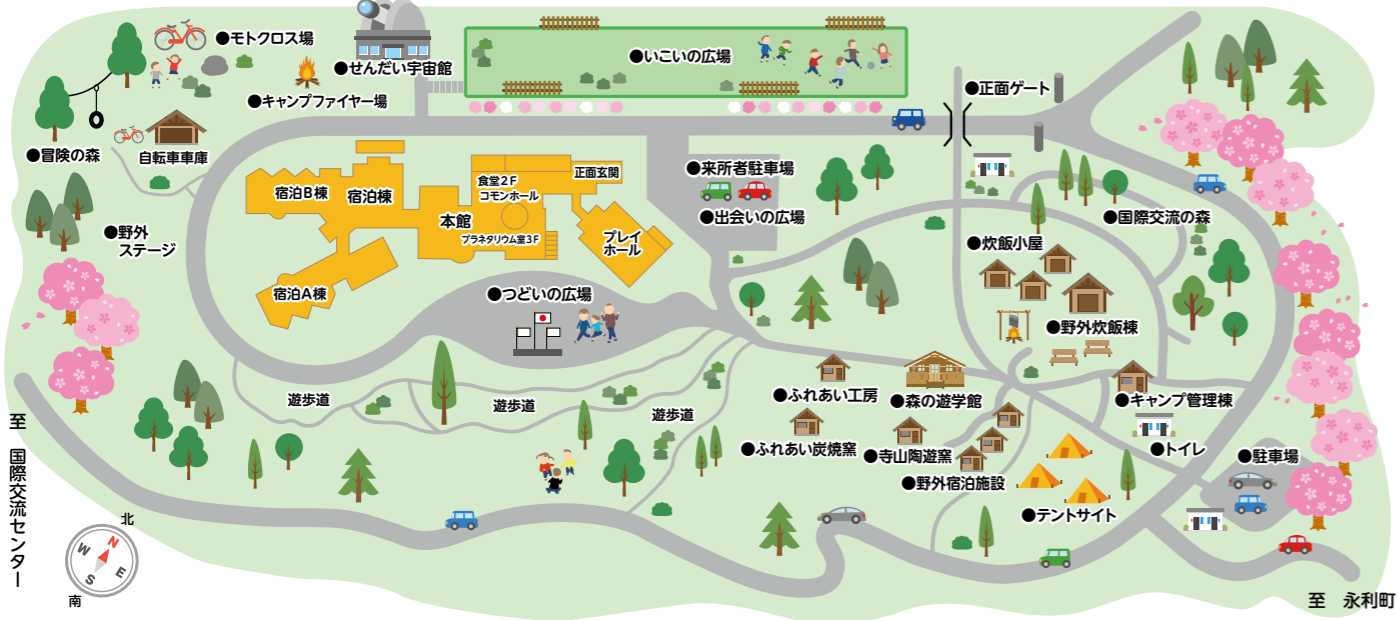 ●モトクロス場
●せんだい宇宙館
●いこいの広場
●キャンプファイヤー場
●正面ゲート
●冒険の森
自転車車庫
●来所者駐車場
●出会いの広場
宿泊B棟
宿泊棟
本館
食堂2F
コモンホール
プラネタリウム室3F
正面玄関
プレイ
ホール
宿泊A棟
●野外
ステージ
●国際交流の森
●炊飯小屋
●野外炊飯棟
●つどいの広場
遊歩道
遊歩道
遊歩道
●ふれあい工房
●森の遊学館
●キャンプ管理棟
●ふれあい炭焼窯
●寺山陶遊窯
●トイレ
●駐車場
●野外宿泊施設
●テントサイト
至 国際交流センター
北
N
W
E
S
南
至 永利町